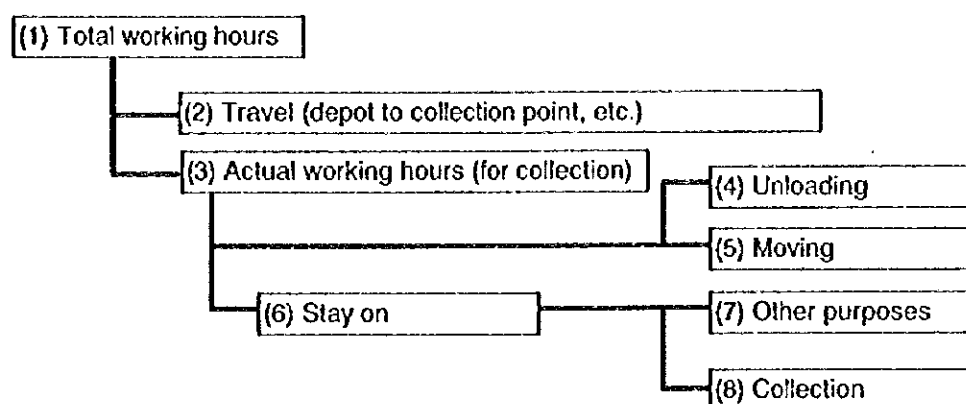 (1) Total working hours
(2) Travel (depot to collection point, etc.)
(3) Actual working hours (for collection)
(4) Unloading
(5) Moving
(6) Stay on
(7) Other purposes
(8) Collection